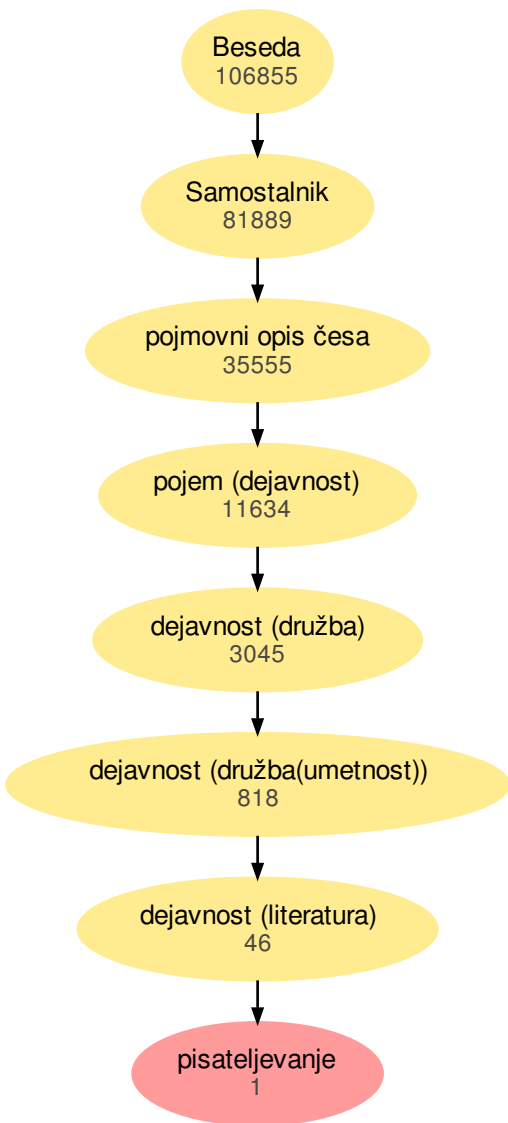 Beseda
106855
Samostalnik
81889
pojmovni opis česa
35555
pojem (dejavnost)
11634
dejavnost (družba)
3045
dejavnost (družba(umetnost))
818
dejavnost (literatura)
46
pisateljevanje
1